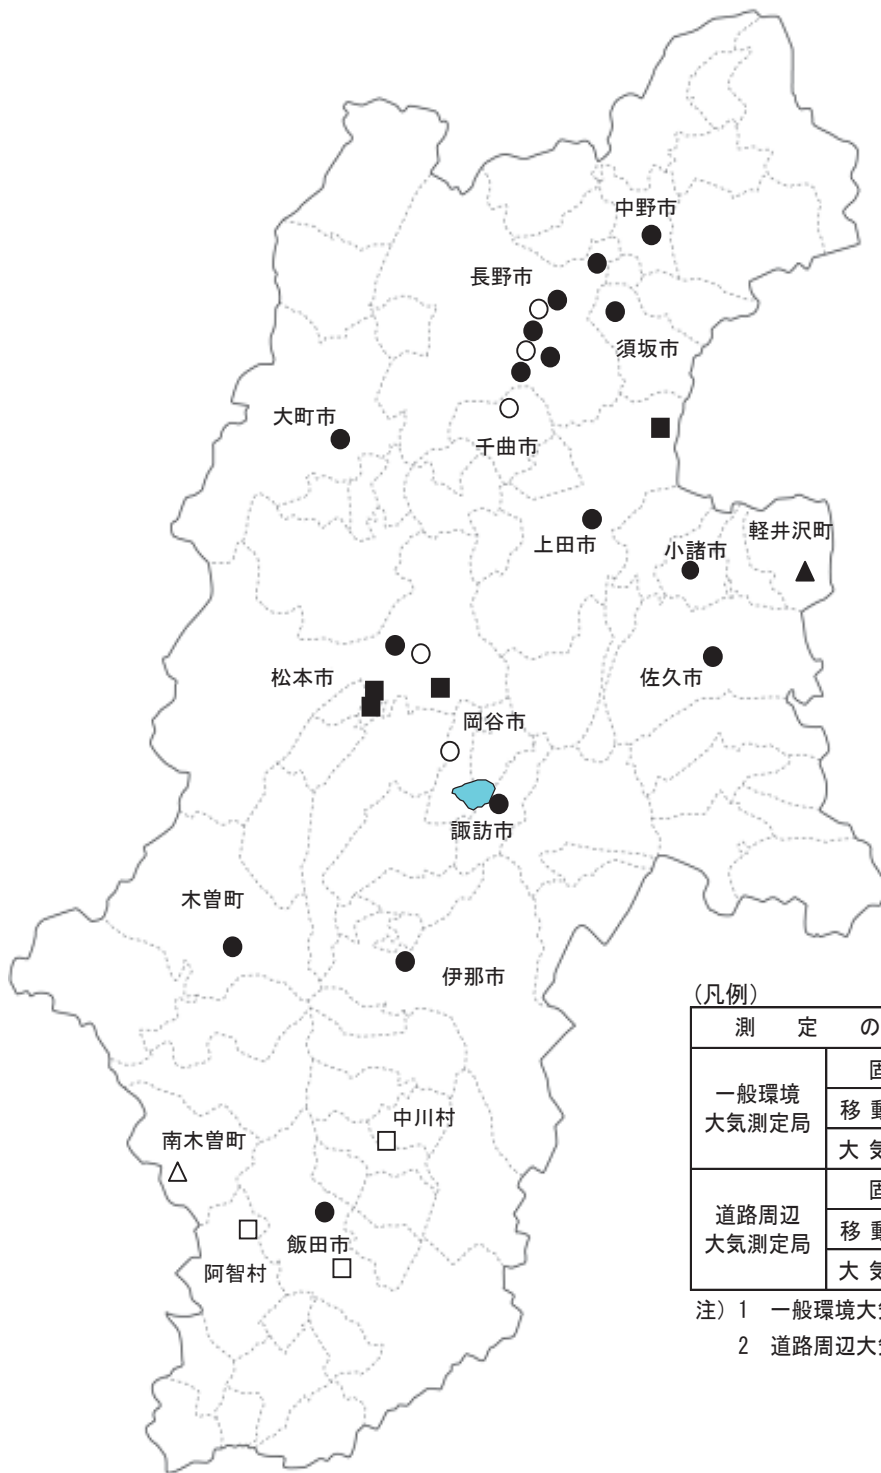 中野市
長野市
須坂市
大町市
千曲市
上田市
小諸市
軽井沢町
松本市
佐久市
岡谷市
諏訪市
木曽町
伊那市
中川村
南木曽町
飯田市
阿智村
(凡例)
測 定 の
一般環境
大気測定局
固
移動
大気
道路周辺
大気測定局
固
移動
大気
注) 1 一般環境大気
2 道路周辺大気